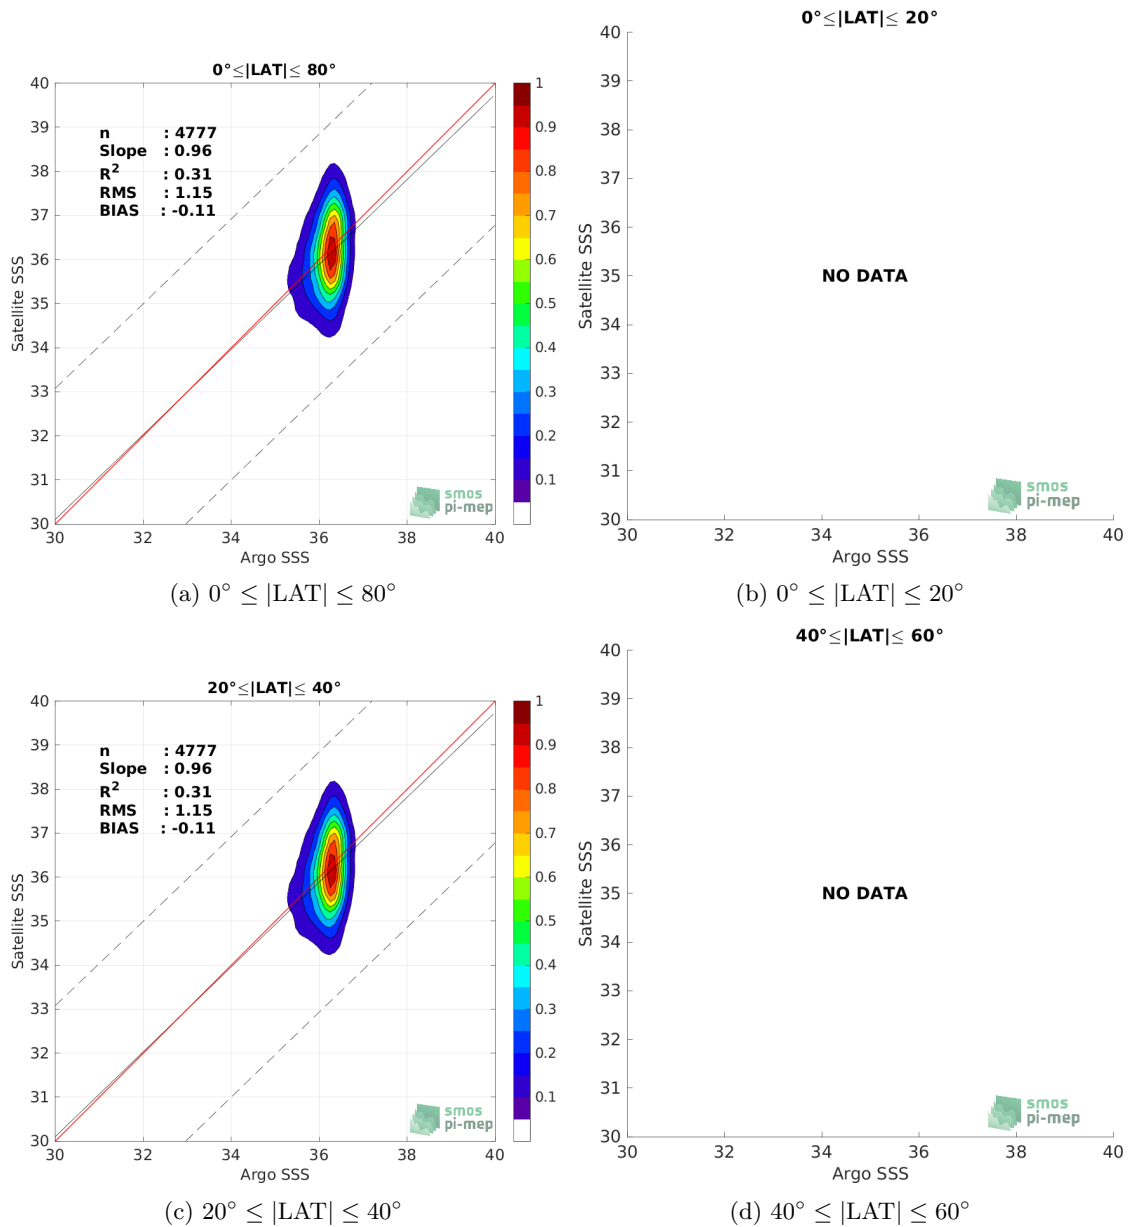 0°≤|LAT|≤ 80°
40
39
38
37
36
35
34
33
32
31
30
Satellite SSS
n : 4777
Slope : 0.96
R2 : 0.31
RMS : 1.15
BIAS : -0.11
smos
pi-mep
30 32 34 36 38 40
Argo SSS
1
0.9
0.8
0.7
0.6
0.5
0.4
0.3
0.2
0.1
(a) 0° ≤ |LAT| ≤ 80°
0°≤|LAT|≤ 20°
40
39
38
37
36
35
34
33
32
31
30
Satellite SSS
NO DATA
smos
pi-mep
30 32 34 36 38 40
Argo SSS
(b) 0° ≤ |LAT| ≤ 20°
20°≤|LAT|≤ 40°
40
39
38
37
36
35
34
33
32
31
30
Satellite SSS
n : 4777
Slope : 0.96
R2 : 0.31
RMS : 1.15
BIAS : -0.11
smos
pi-mep
30 32 34 36 38 40
Argo SSS
1
0.9
0.8
0.7
0.6
0.5
0.4
0.3
0.2
0.1
(c) 20° ≤ |LAT| ≤ 40°
40°≤|LAT|≤ 60°
40
39
38
37
36
35
34
33
32
31
30
Satellite SSS
NO DATA
smos
pi-mep
30 32 34 36 38 40
Argo SSS
(d) 40° ≤ |LAT| ≤ 60°